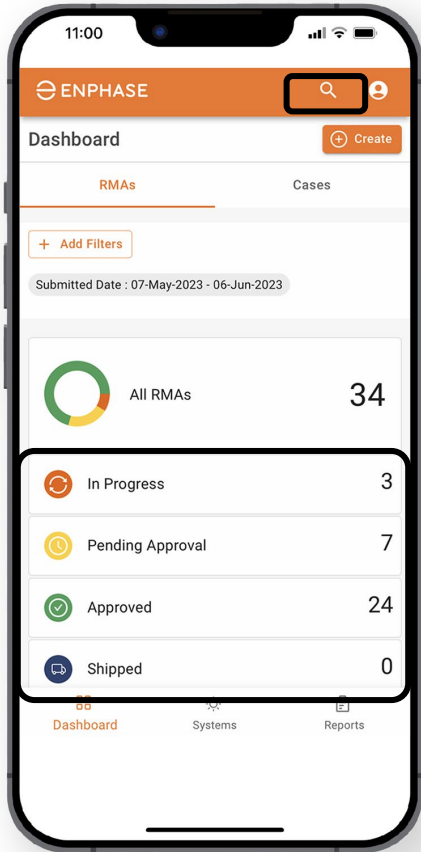 11:00
ENPHASE
Dashboard
Create
RMAs
Cases
+ Add Filters
Submitted Date : 07-May-2023 - 06-Jun-2023
All RMAs
34
In Progress
3
Pending Approval
7
Approved
24
Shipped
0
Dashboard
Systems
Reports